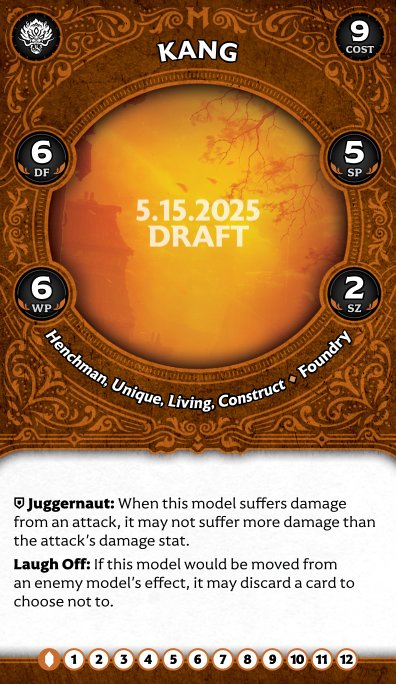 KANG
9
COST
6
DF
5
SP
5.15.2025
DRAFT
6
WP
2
SZ
Henchman, Unique, Living, Construct ♦ Foundry
Juggernaut: When this model suffers damage
from an attack, it may not suffer more damage than
the attack's damage stat.
Laugh Off: If this model would be moved from
an enemy model's effect, it may discard a card to
choose not to.
1 2 3 4 5 6 7 8 9 10 11 12